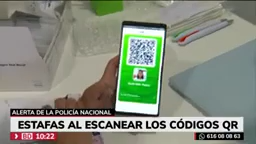 ALERTA DE LA POLICÍA NACIONAL
ESTAFAS AL ESCANEAR LOS CÓDIGOS QR
10:22
616 08 08 63